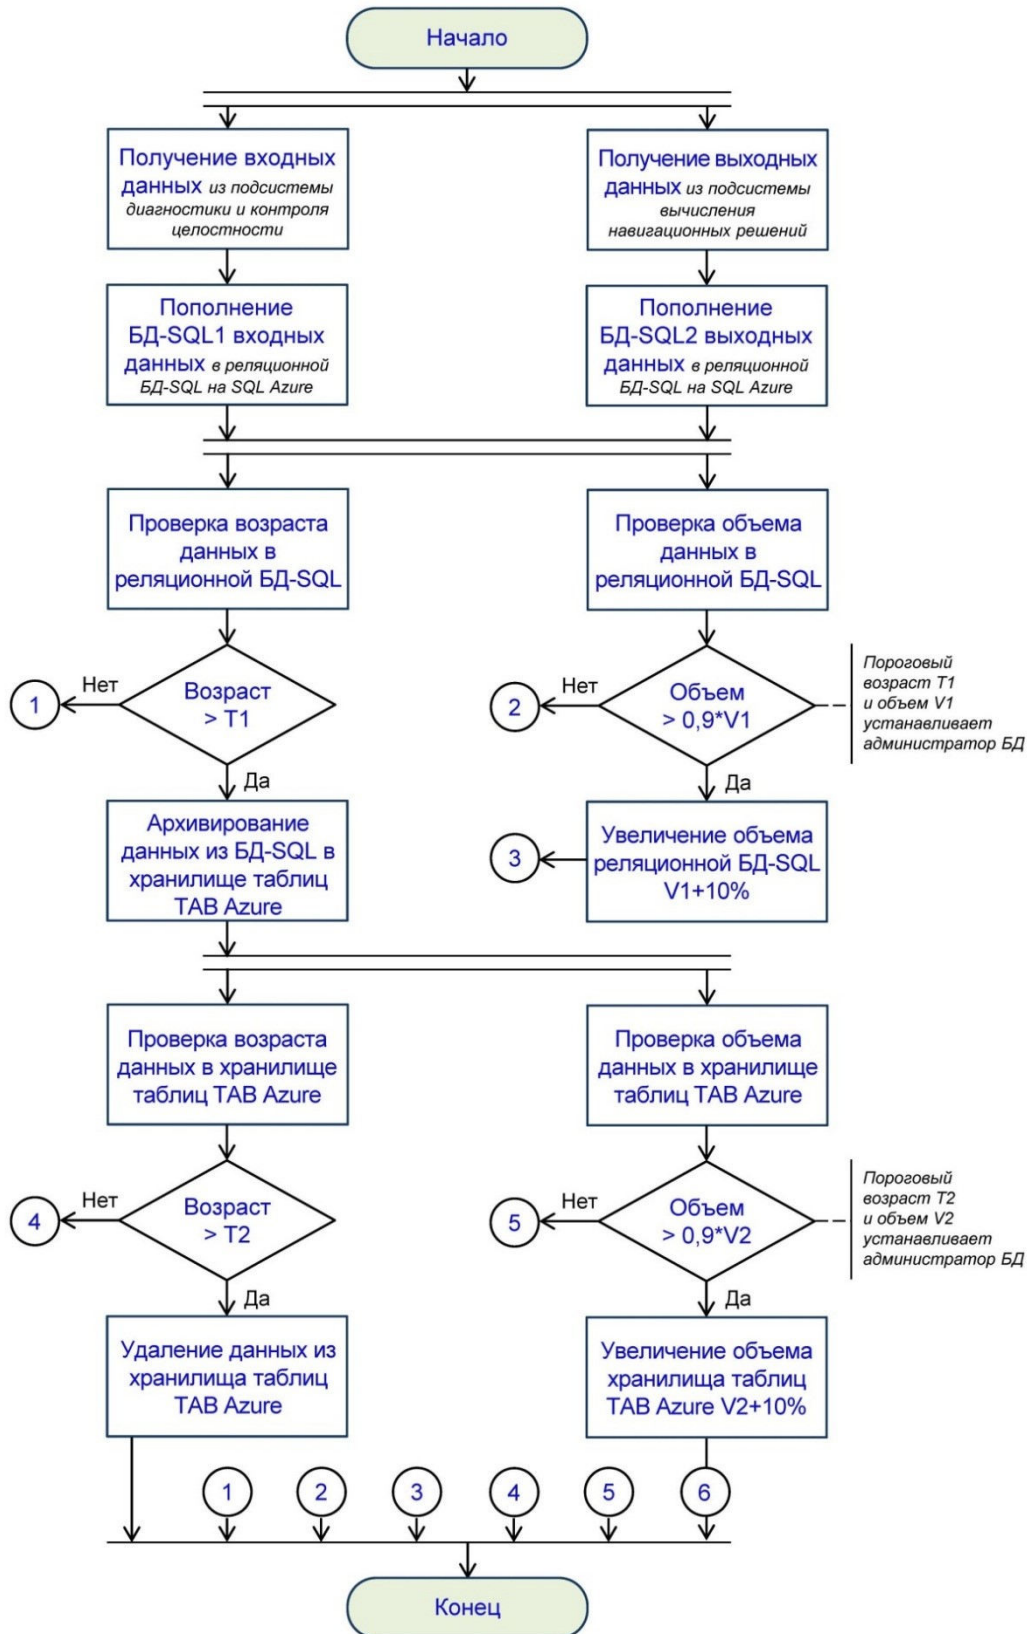 Начало
Получение входных
данных из подсистемы
диагностики и контроля
целостности
Получение выходных
данных из подсистемы
вычисления
навигационных решений
Пополнение
БД-SQL1 входных
данных в реляционной
БД-SQL на SQL Azure
Пополнение
БД-SQL2 выходных
данных в реляционной
БД-SQL на SQL Azure
Проверка возраста
данных в
реляционной БД-SQL
Проверка объема
данных в
реляционной БД-SQL
1
Нет
Возраст
> T1
Да
2
Нет
Объем
> 0,9*V1
Да
Пороговый
возраст T1
и объем V1
устанавливает
администратор БД
Архивирование
данных из БД-SQL в
хранилище таблиц
TAB Azure
3
Увеличение объема
реляционной БД-SQL
V1+10%
Проверка возраста
данных в хранилище
таблиц TAB Azure
Проверка объема
данных в хранилище
таблиц TAB Azure
4
Нет
Возраст
> T2
Да
5
Нет
Объем
> 0,9*V2
Да
Пороговый
возраст T2
и объем V2
устанавливает
администратор БД
Удаление данных из
хранилища таблиц
TAB Azure
Увеличение объема
хранилища таблиц
TAB Azure V2+10%
1
2
3
4
5
6
Конец